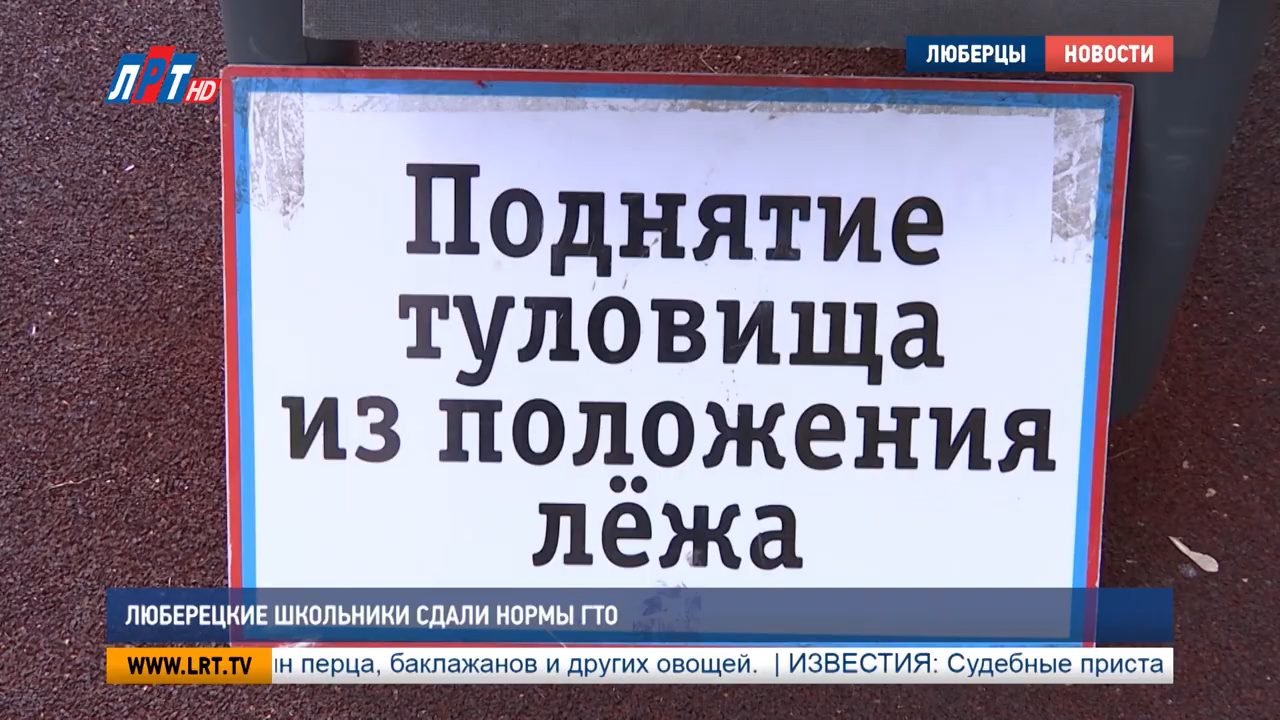 ЛРТ HD
ЛЮБЕРЦЫ НОВОСТИ
Поднятие
туловища
из положения
лёжа
ЛЮБЕРЕЦКИЕ ШКОЛЬНИКИ СДАЛИ НОРМЫ ГТО
WWW.LRT.TV перца, баклажанов и других овощей. | ИЗВЕСТИЯ: Судебные приста